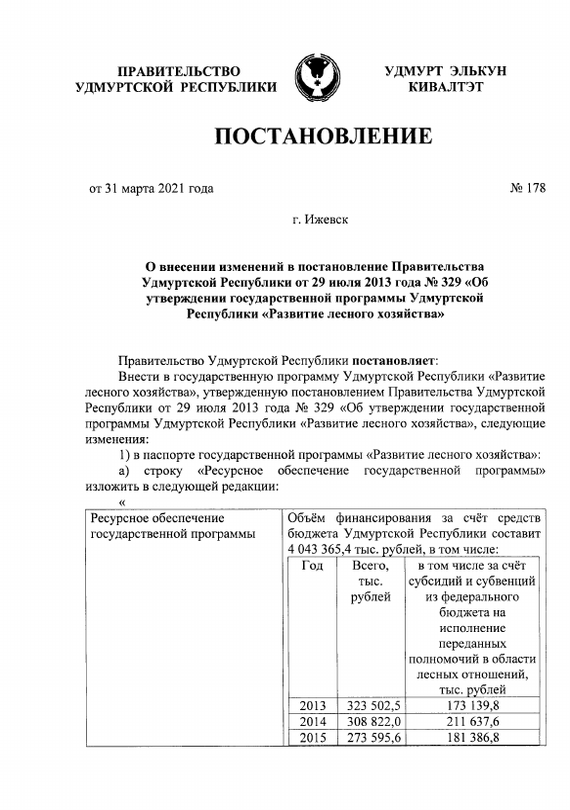 ПРАВИТЕЛЬСТВО
УДМУРТСКОЙ РЕСПУБЛИКИ
УДМУРТ ЭЛЬКУН
КИВАЛТЭТ
ПОСТАНОВЛЕНИЕ
от 31 марта 2021 года
№ 178
г. Ижевск
О внесении изменений в постановление Правительства
Удмуртской Республики от 29 июля 2013 года № 329 «Об
утверждении государственной программы Удмуртской
Республики «Развитие лесного хозяйства»
Правительство Удмуртской Республики постановляет:
Внести в государственную программу Удмуртской Республики «Развитие
лесного хозяйства», утвержденную постановлением Правительства Удмуртской
Республики от 29 июля 2013 года № 329 «Об утверждении государственной
программы Удмуртской Республики «Развитие лесного хозяйства», следующие
изменения:
1) в паспорте государственной программы «Развитие лесного хозяйства»:
а) строку «Ресурсное обеспечение государственной программы»
изложить в следующей редакции:
«
Ресурсное обеспечение
государственной программы
Объём финансирования за счёт средств
бюджета Удмуртской Республики составит
4 043 365,4 тыс. рублей, в том числе:
Год
Всего,
тыс.
рублей
в том числе за счёт
субсидий и субвенций
из федерального
бюджета на
исполнение
переданных
полномочий в области
лесных отношений,
тыс. рублей
2013 323 502,5 173 139,8
2014 308 822,0 211 637,6
2015 273 595,6 181 386,8